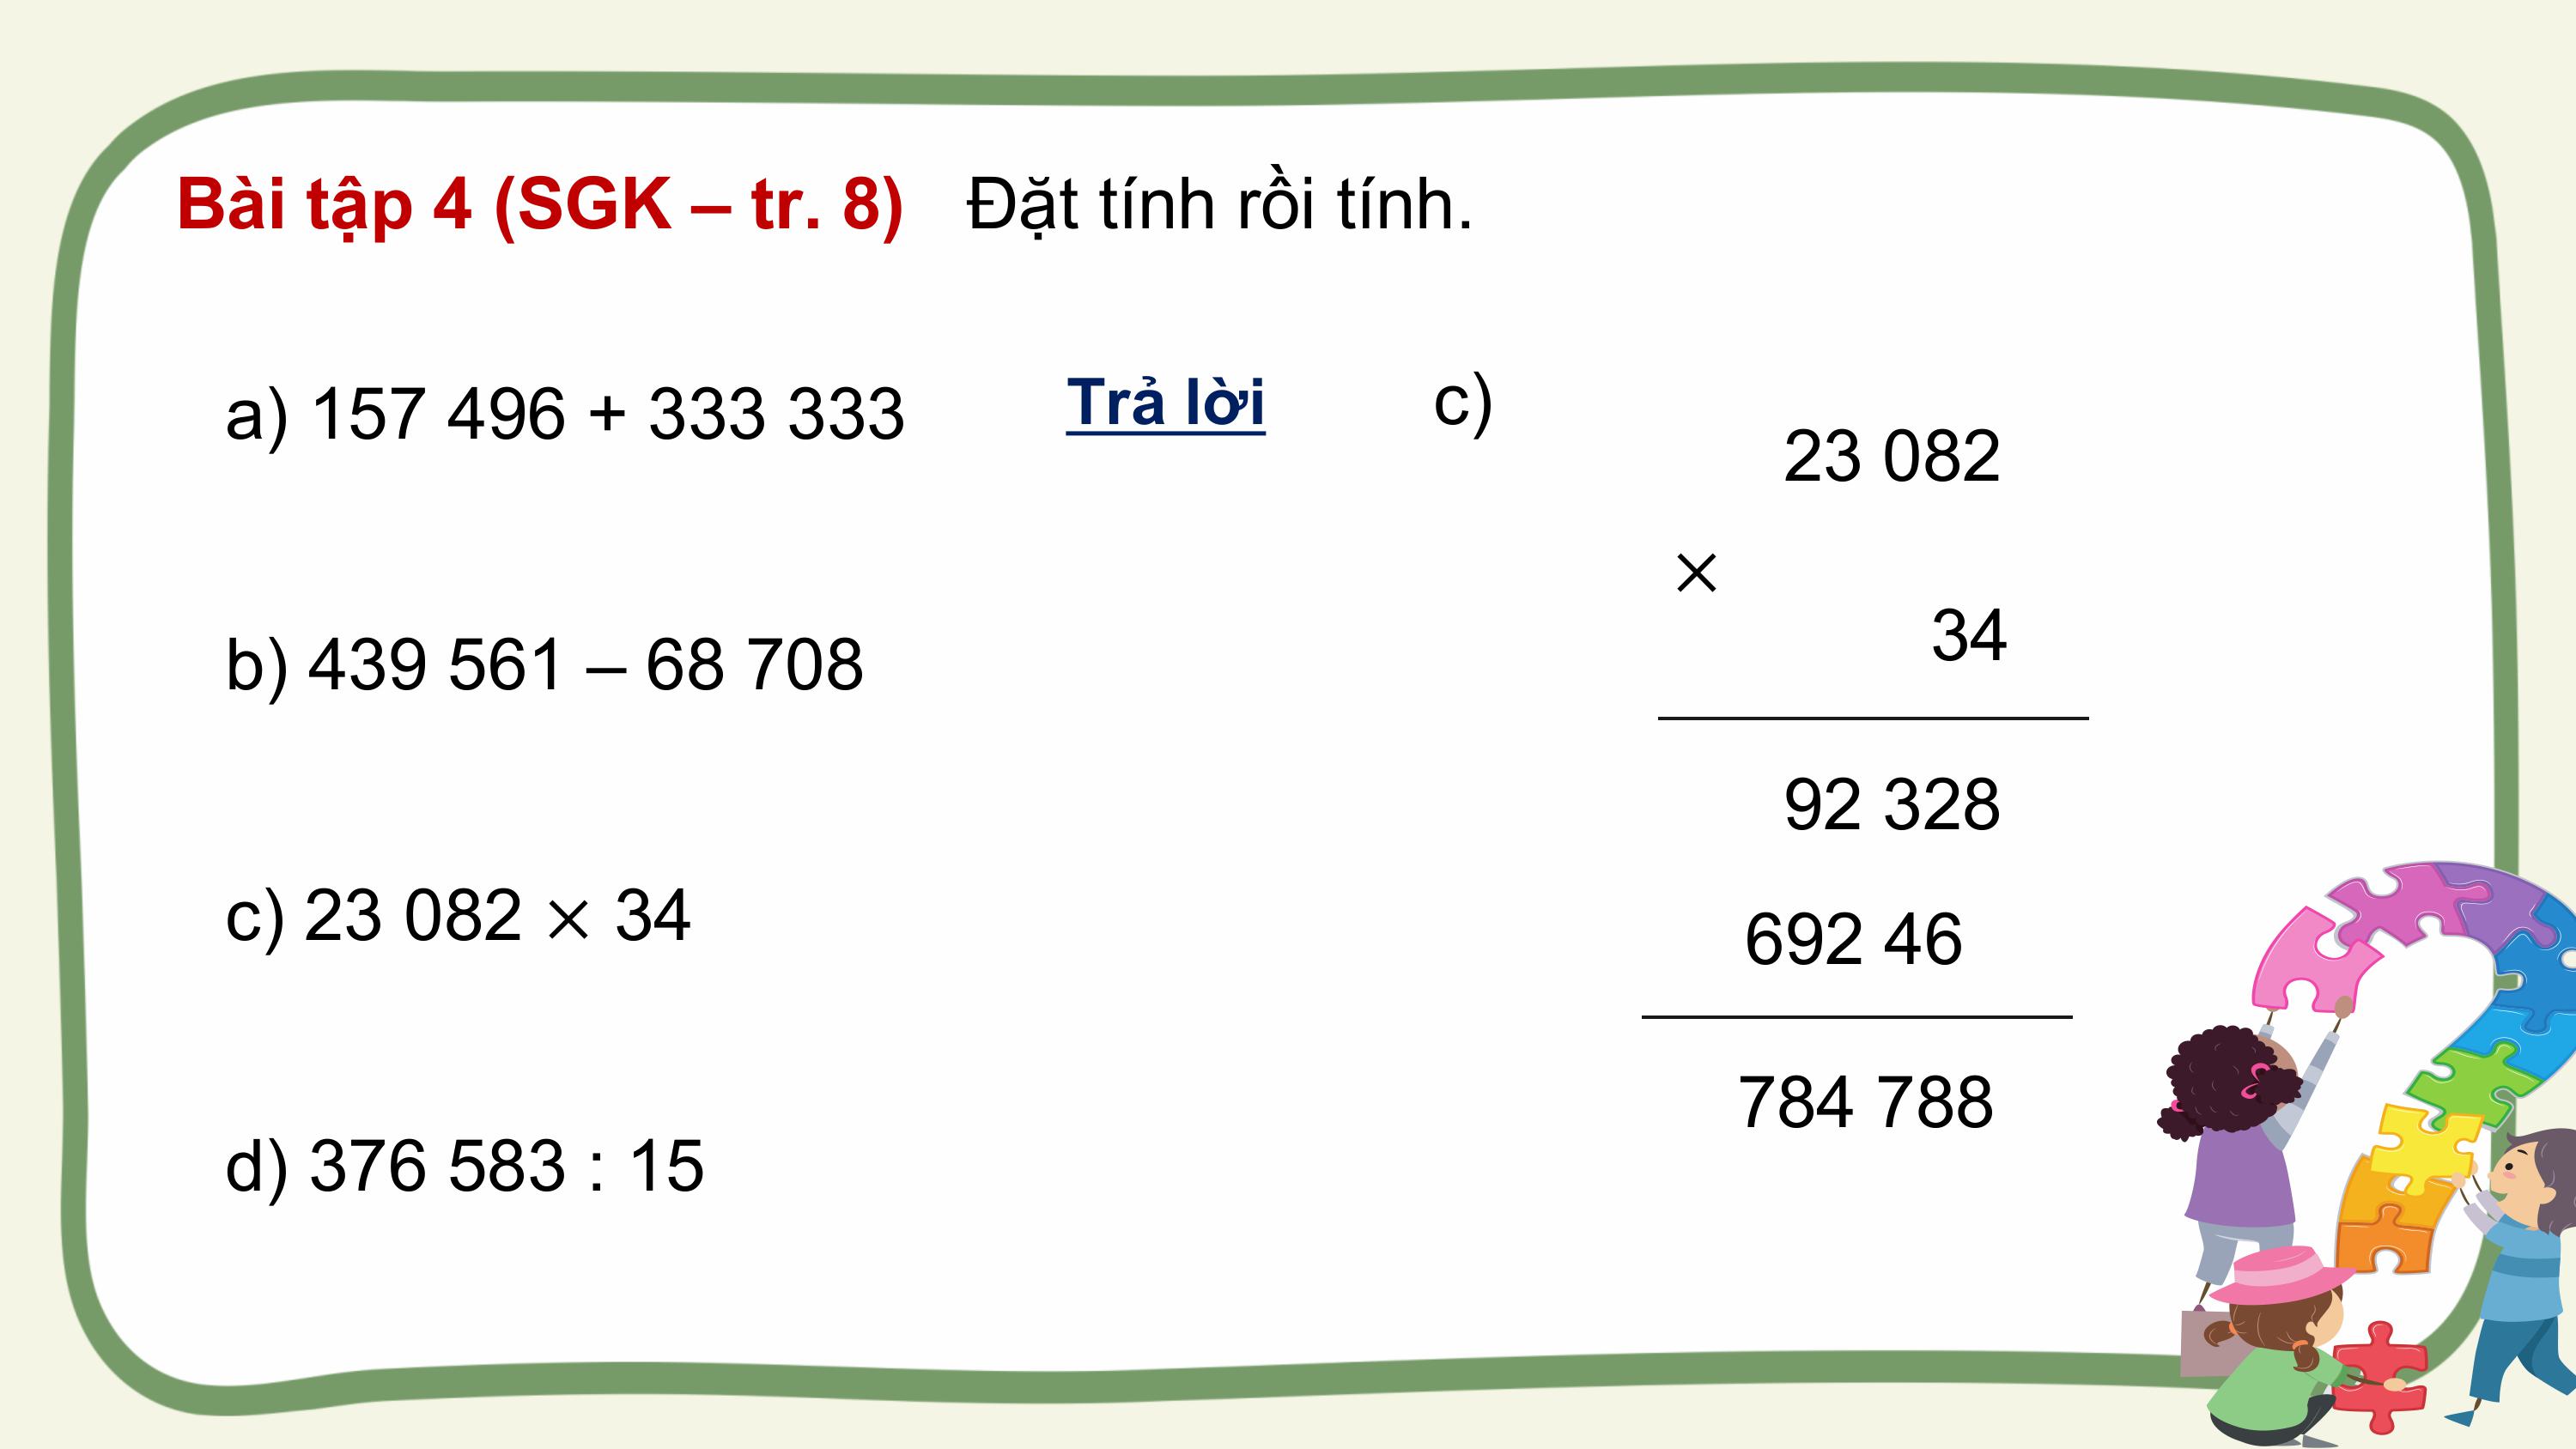 Bài tập 4 (SGK – tr. 8) Đặt tính rồi tính.
a) 157 496 + 333 333
b) 439 561 – 68 708
c) 23 082 × 34
d) 376 583 : 15
Trả lời
c)
23 082
×
34
92 328
692 46
784 788